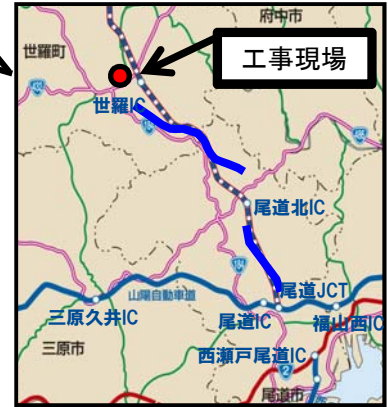 府中市
世羅町
工事現場
世羅IC
尾道北IC
尾道JCT
山陽自動車道
三原久井IC
尾道IC
福山西IC
西瀬戸尾道IC
三原市
2
尾道市